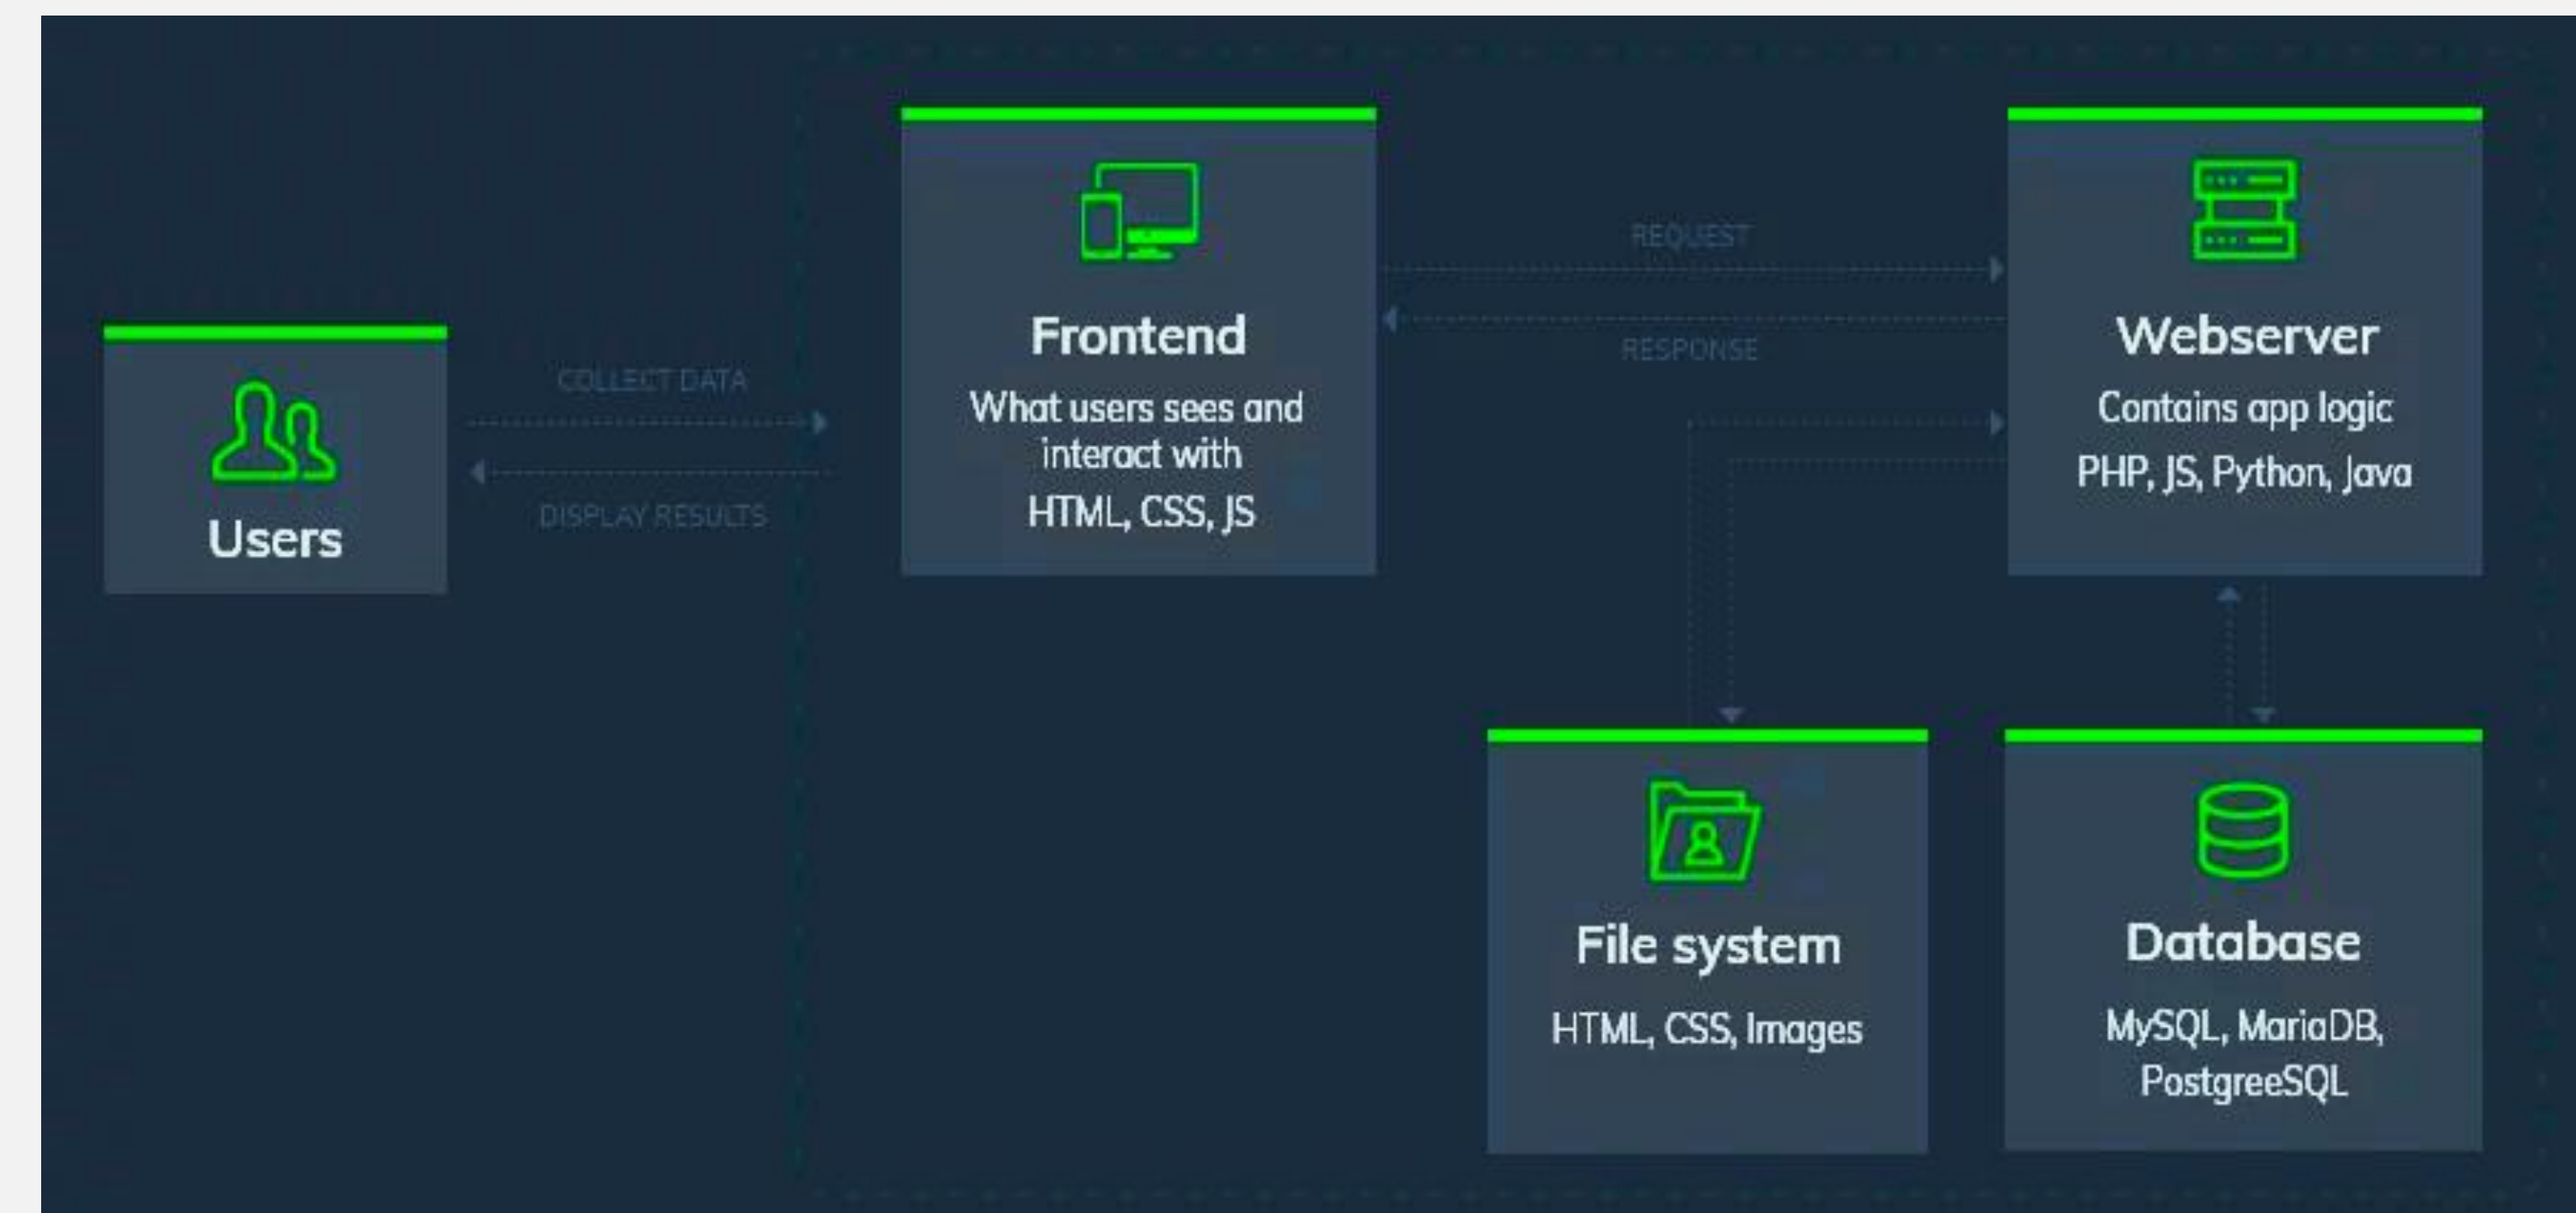 Users
COLLECT DATA
DISPLAY RESULTS
Frontend
What users sees and
interact with
HTML, CSS, JS
REQUEST
RESPONSE
Webserver
Contains app logic
PHP, JS, Python, Java
File system
HTML, CSS, Images
Database
MySQL, MariaDB,
PostgreeSQL